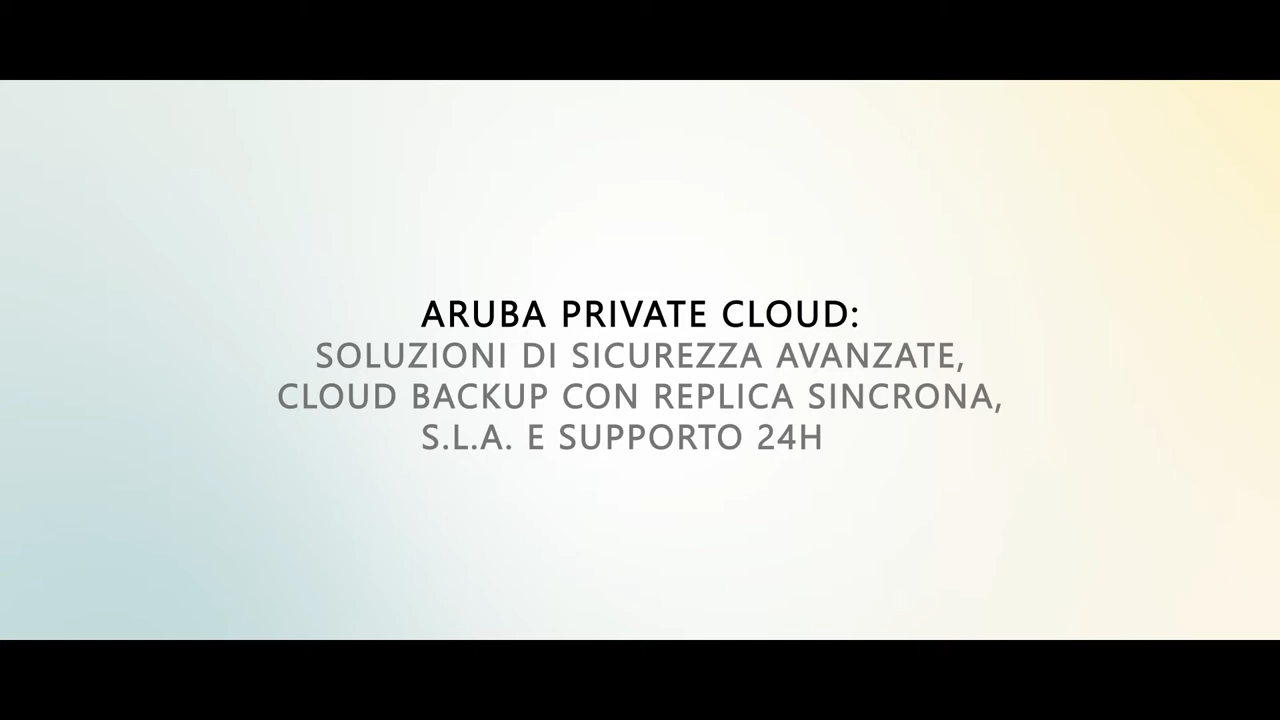 ARUBA PRIVATE CLOUD:
SOLUZIONI DI SICUREZZA AVANZATE,
CLOUD BACKUP CON REPLICA SINCRONA,
S.L.A. E SUPPORTO 24H